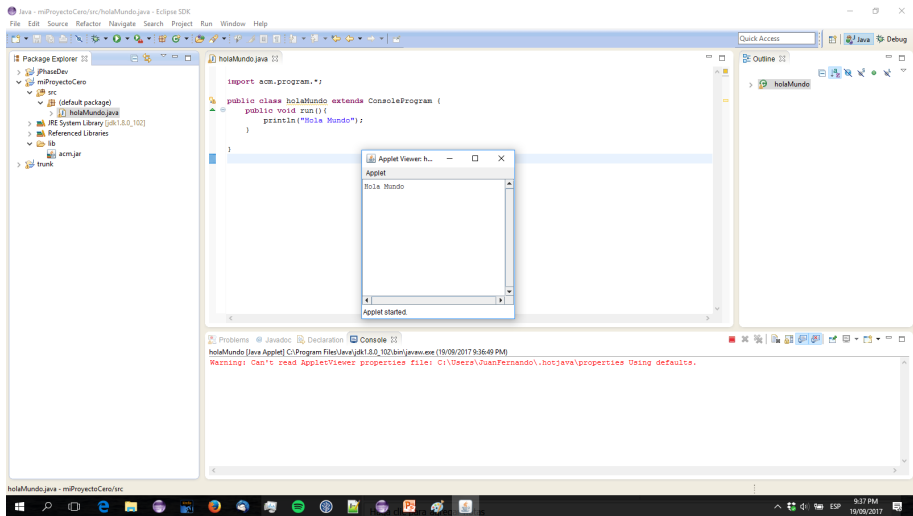 Java - miProyectoCero/src/holaMundo.java - Eclipse SDK
File Edit Source Refactor Navigate Search Project Run Window Help
Quick Access
Java
Debug
Package Explorer
jPhaseDev
miProyectoCero
src
(default package)
holaMundo.java
JRE System Library [jdk1.8.0_102]
Referenced Libraries
lib
acm.jar
trunk
holaMundo.java
import acm.program.*;
public class holaMundo extends ConsoleProgram {
public void run(){
println("Hola Mundo");
}
}
Applet Viewer: h...
Applet
Hola Mundo
Applet started.
Outline
holaMundo
Problems @ Javadoc Declaration Console
holaMundo [Java Applet] C:\Program Files\Java\jdk1.8.0_102\bin\javaw.exe (19/09/2017 9:36:49 PM)
Warning: Can't read AppletViewer properties file: C:\Users\JuanFernando\.hotjava\properties Using defaults.
holaMundo.java - miProyectoCero/src
ESP
9:37 PM
19/09/2017